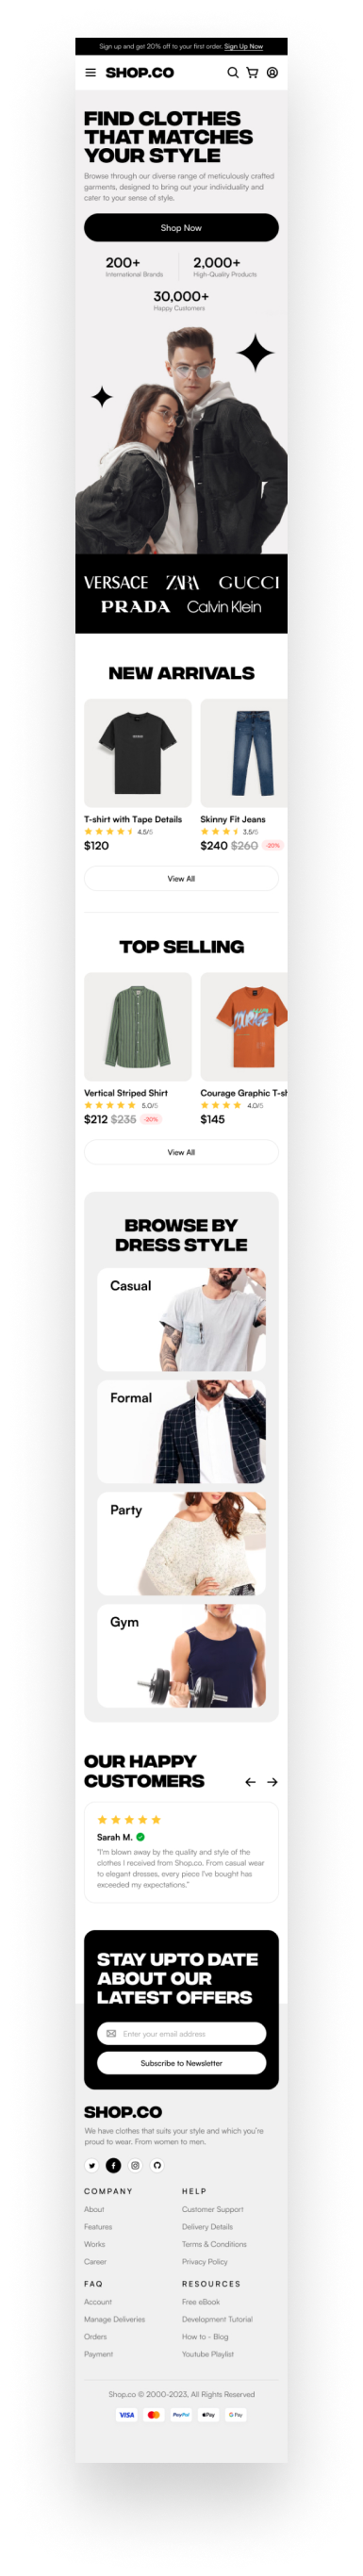 Sign up and get 20% off to your first order. Sign Up Now
SHOP.CO
FIND CLOTHES
THAT MATCHES
YOUR STYLE
Browse through our diverse range of meticulously crafted
garments, designed to bring out your individuality and
cater to your sense of style.
Shop Now
200+
International Brands
2,000+
High-Quality Products
30,000+
Happy Customers
VERSACE ZARA GUCCI
PRADA Calvin Klein
NEW ARRIVALS
T-shirt with Tape Details
4.5/5
$120
Skinny Fit Jeans
3.5/5
$240 $260 -20%
View All
TOP SELLING
Vertical Striped Shirt
5.0/5
$212 $235 -20%
Courage Graphic T-sh
4.0/5
$145
View All
BROWSE BY
DRESS STYLE
Casual
Formal
Party
Gym
OUR HAPPY
CUSTOMERS
Sarah M.
"I'm blown away by the quality and style of the
clothes I received from Shop.co. From casual wear
to elegant dresses, every piece I've bought has
exceeded my expectations."
STAY UPTO DATE
ABOUT OUR
LATEST OFFERS
Enter your email address
Subscribe to Newsletter
SHOP.CO
We have clothes that suits your style and which you're
proud to wear. From women to men.
COMPANY
About
Features
Works
Career
HELP
Customer Support
Delivery Details
Terms & Conditions
Privacy Policy
FAQ
Account
Manage Deliveries
Orders
Payment
RESOURCES
Free eBook
Development Tutorial
How to - Blog
Youtube Playlist
Shop.co © 2000-2023, All Rights Reserved
VISA PayPal Pay G Pay